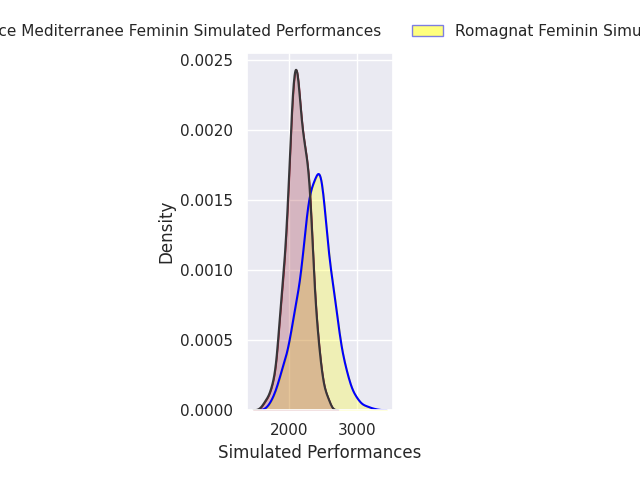 ce Mediterranee Feminin Simulated Performances
Romagnat Feminin Simu
0.0025
0.0020
0.0015
0.0010
0.0005
0.0000
Density
2000 3000
Simulated Performances